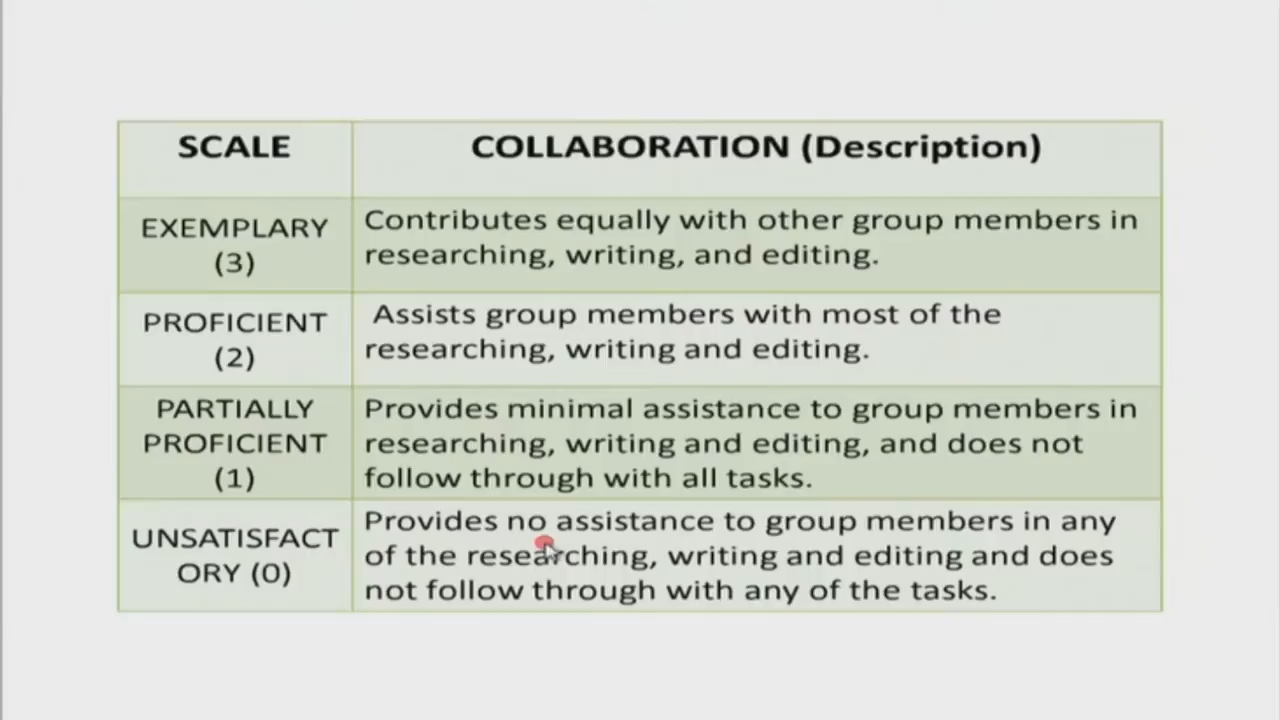 SCALE
COLLABORATION (Description)
EXEMPLARY
(3)
Contributes equally with other group members in
researching, writing, and editing.
PROFICIENT
(2)
Assists group members with most of the
researching, writing and editing.
PARTIALLY
PROFICIENT
(1)
Provides minimal assistance to group members in
researching, writing and editing, and does not
follow through with all tasks.
UNSATISFACT
ORY (0)
Provides no assistance to group members in any
of the researching, writing and editing and does
not follow through with any of the tasks.